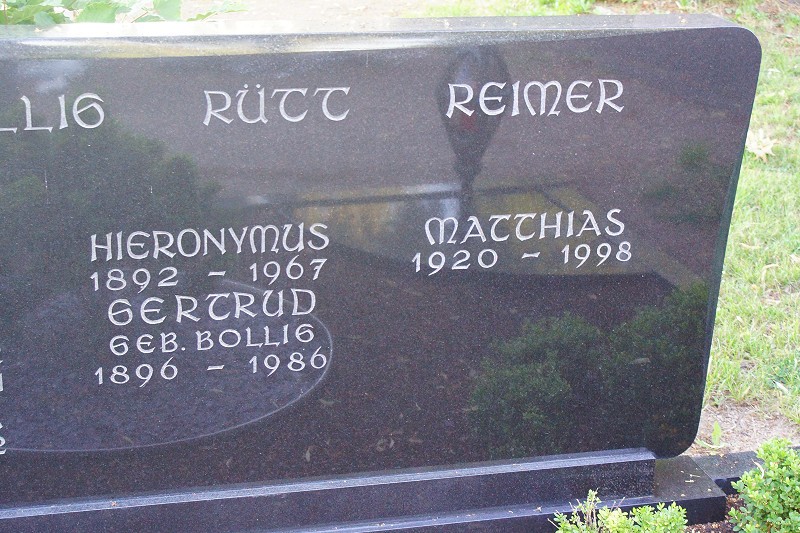 LLIG RÜTT REIMER
HIERONYMUS
1892 - 1967
GERTRUD
GEB. BOLLIG
1896 - 1986
MATTHIAS
1920 - 1998